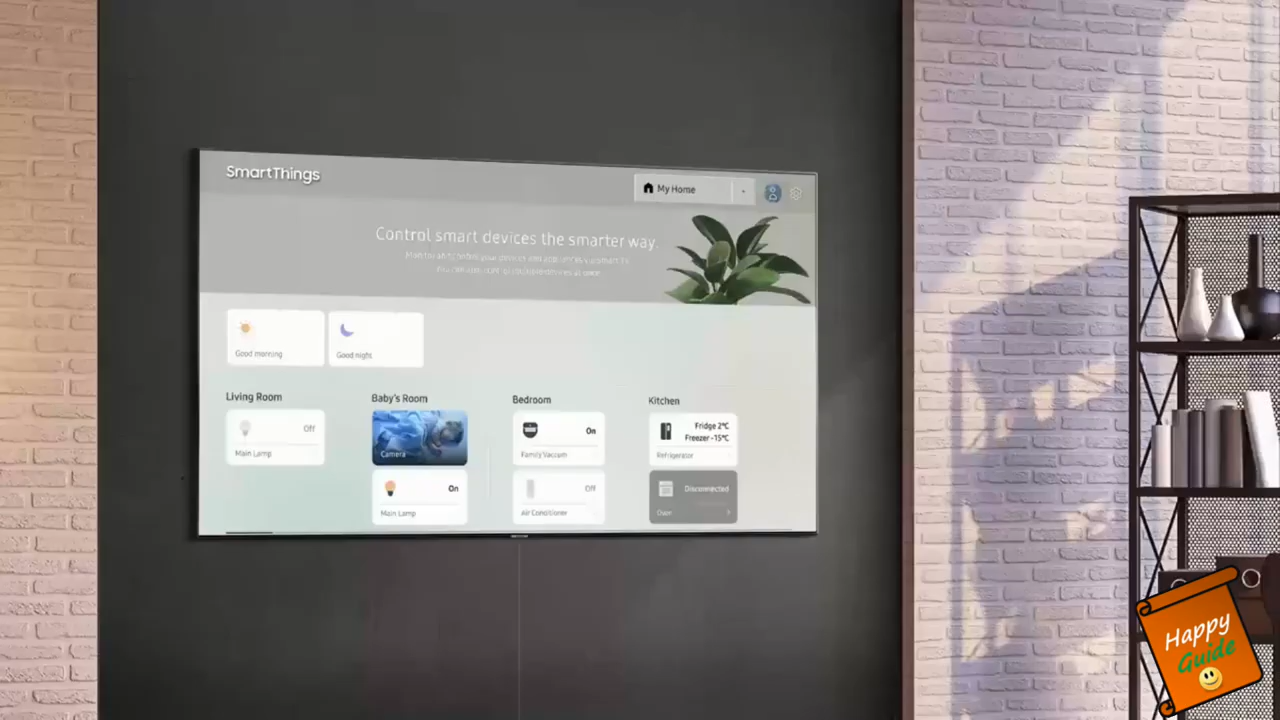 SmartThings
My Home
Control smart devices the smarter way.
Good morning
Good night
Living Room
Baby's Room
Bedroom
Kitchen
Off
Main Lamp
Camera
On
Main Lamp
On
Family Vaccum
Off
Air Conditioner
Fridge 2℃
Freezer -15℃
Refrigerator
Disconnected
Oven
Happy
Guide